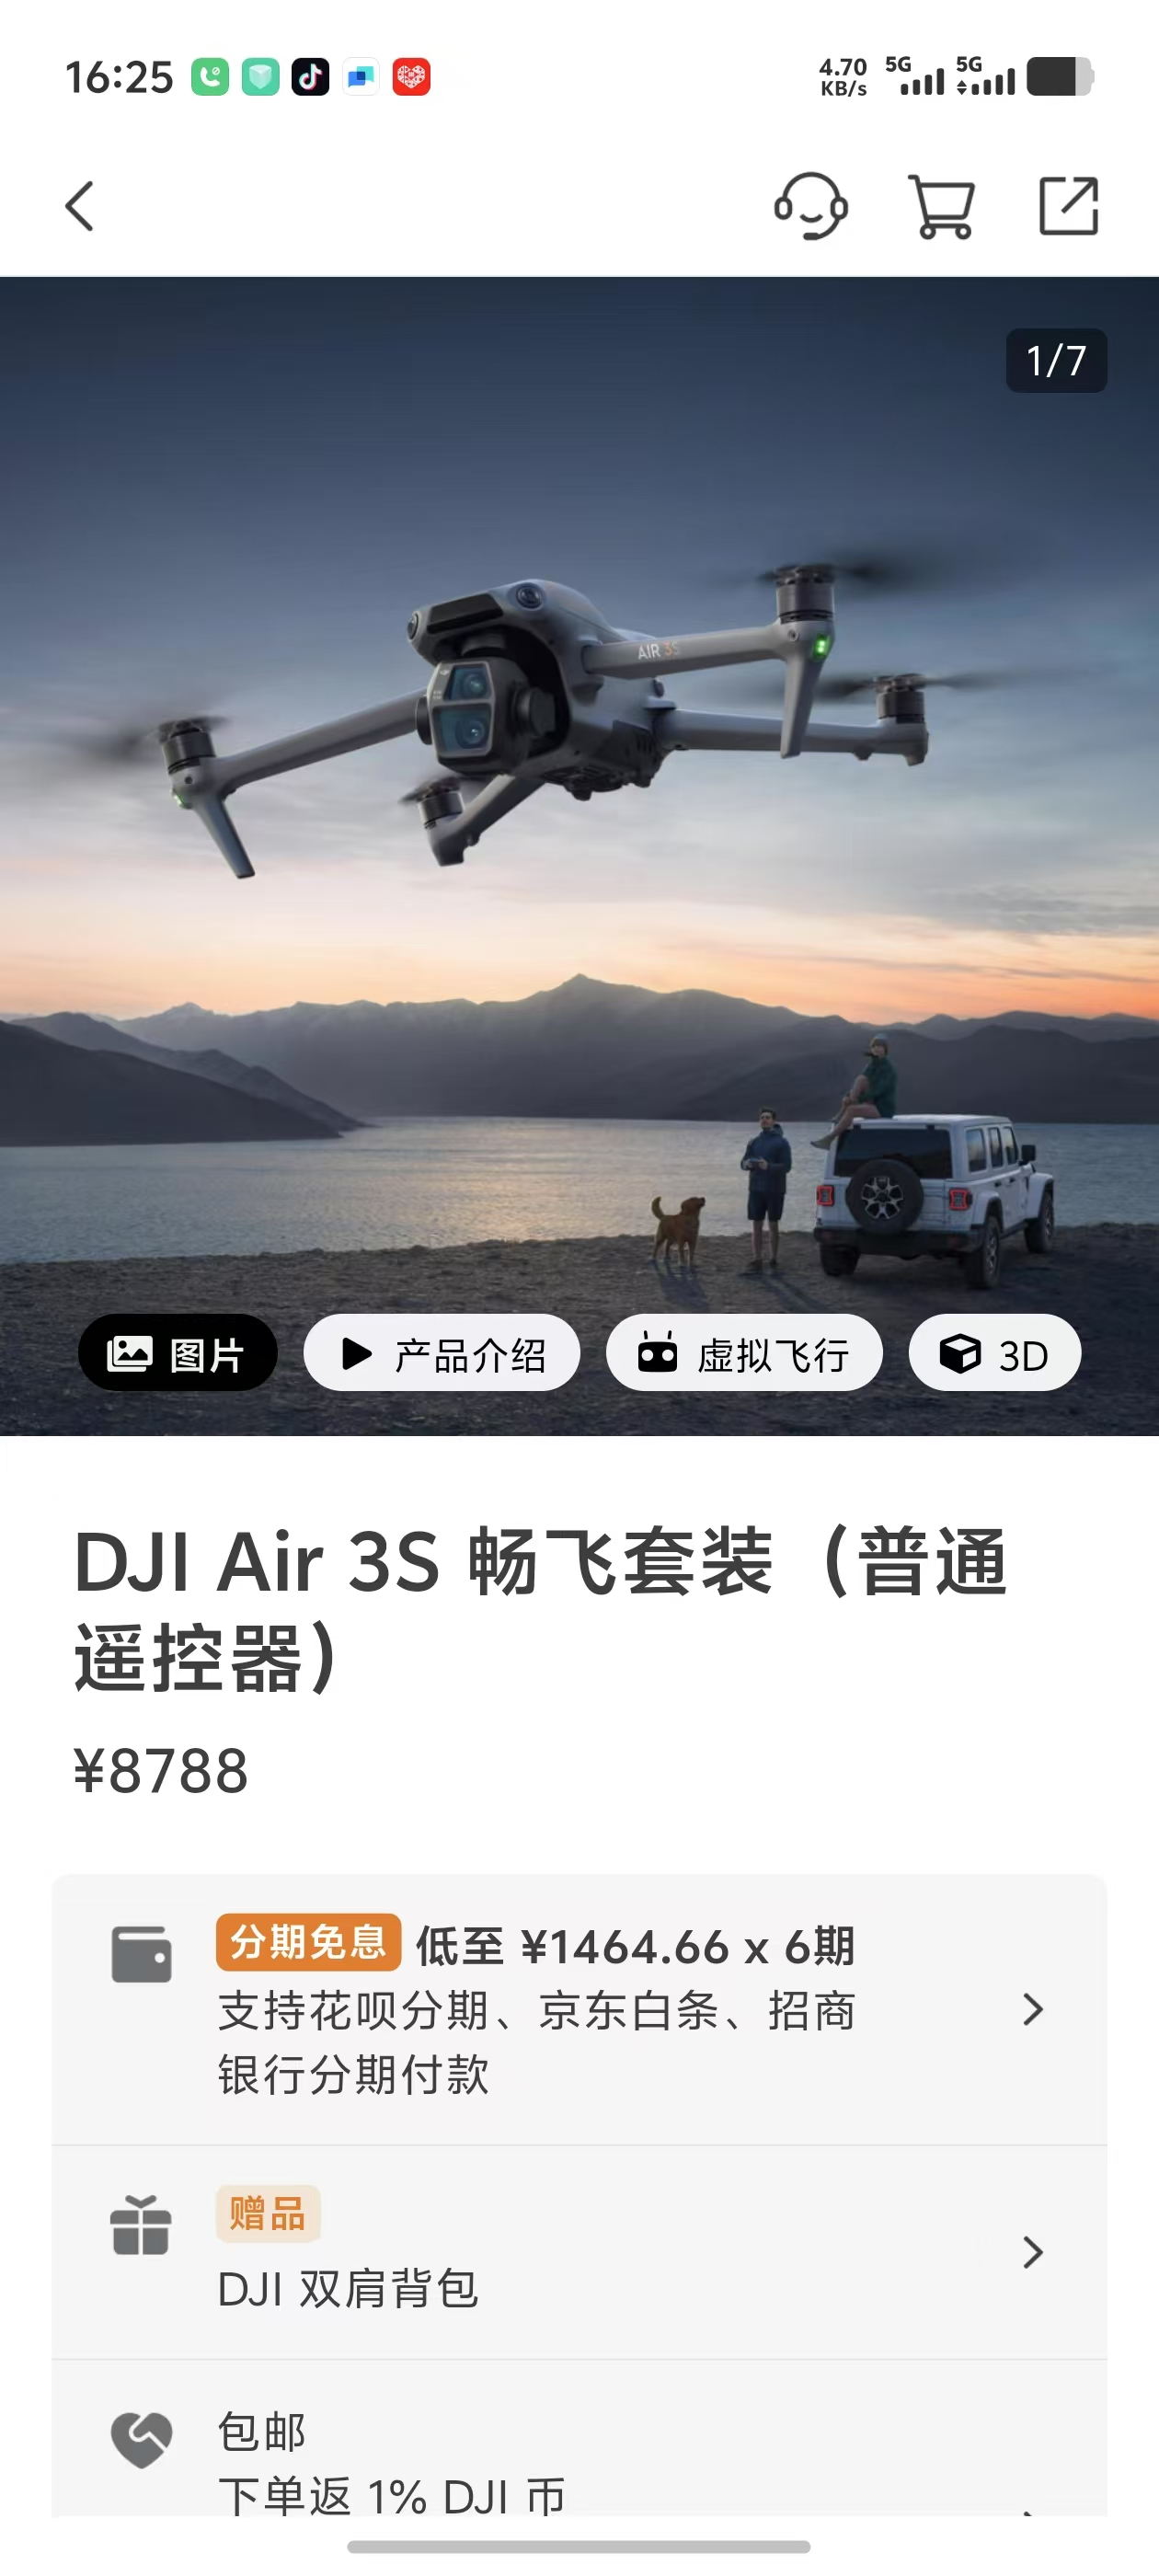 16:25
4.70 KB/s
5G 5G
1/7
AIR 3S
图片
产品介绍
虚拟飞行
3D
DJI Air 3S 畅飞套装（普通
遥控器）
¥8788
分期免息 低至 ¥1464.66 x 6期
支持花呗分期、京东白条、招商
银行分期付款
赠品
DJI 双肩背包
包邮
下单返 1% DJI 币